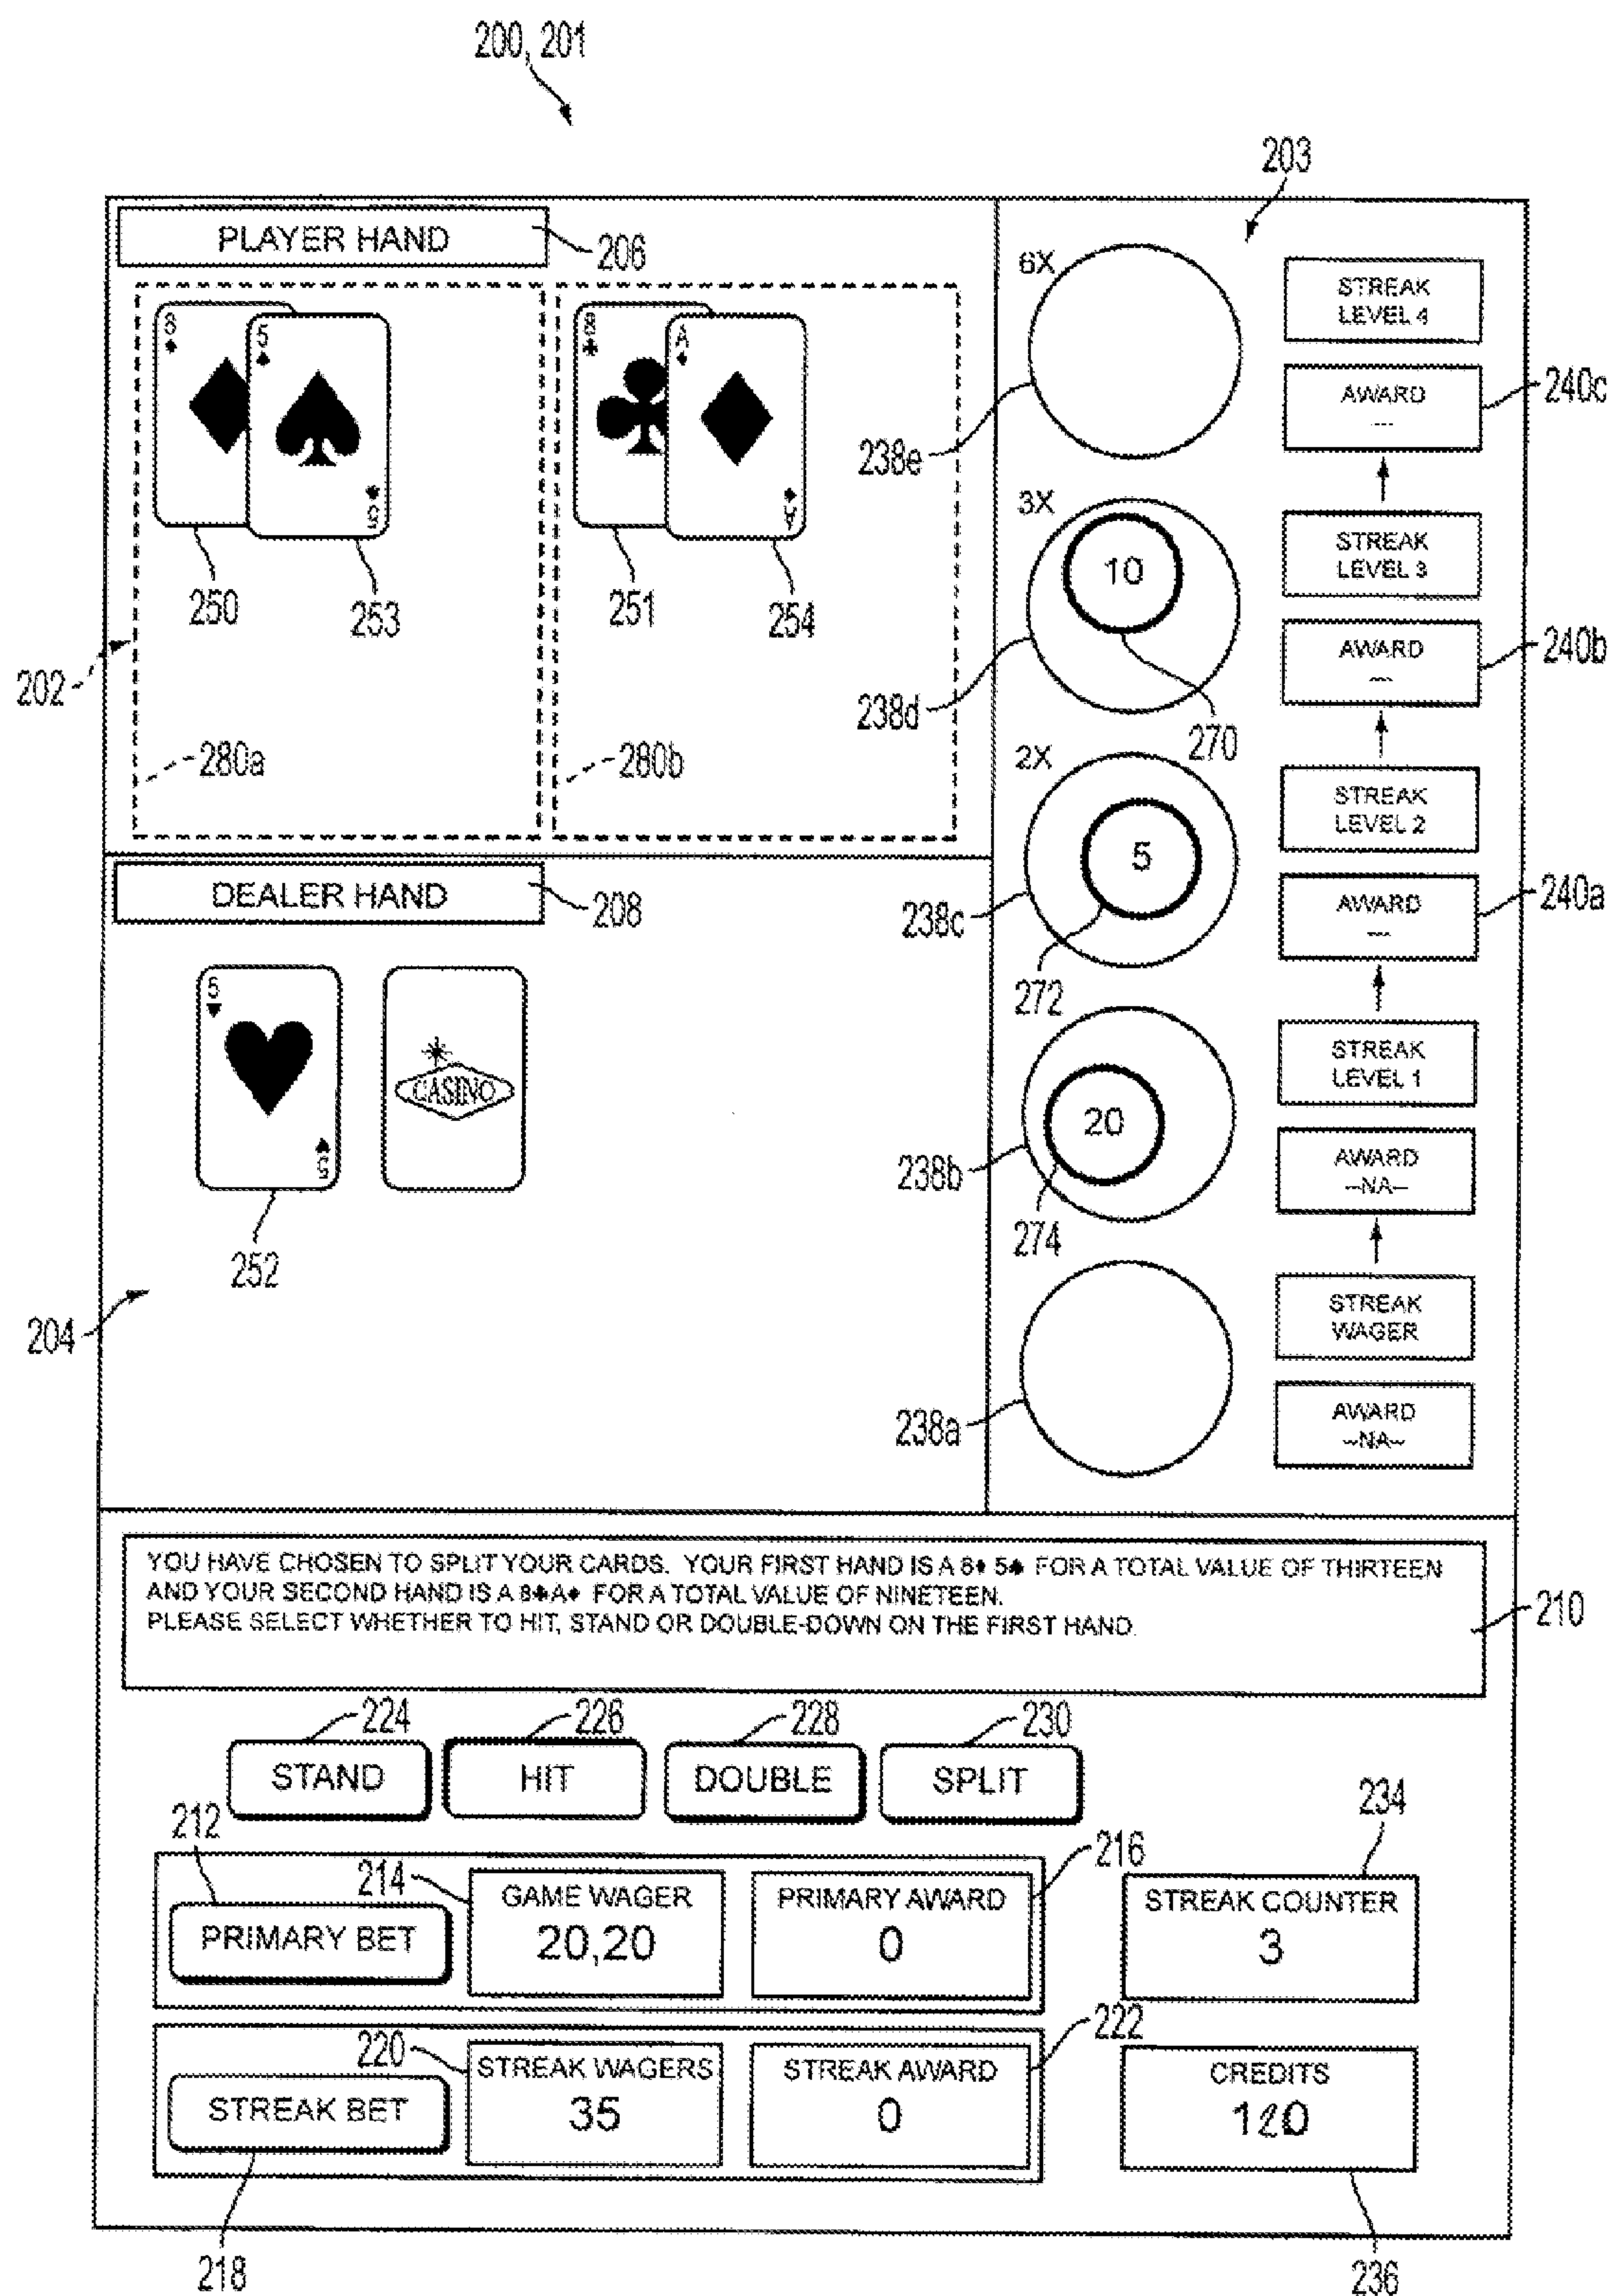 200, 201
203
PLAYER HAND
206
8♦
5♠
5♠
8♣
A♦
A♦
250
253
251
254
202
280a
280b
6X
238e
STREAK
LEVEL 4
AWARD
---
240c
3X
10
238d
270
STREAK
LEVEL 3
AWARD
---
240b
2X
5
238c
272
STREAK
LEVEL 2
AWARD
---
240a
DEALER HAND
208
5♥
5♥
CASINO
252
204
20
238b
274
STREAK
LEVEL 1
AWARD
--NA--
238a
STREAK
WAGER
AWARD
--NA--
YOU HAVE CHOSEN TO SPLIT YOUR CARDS. YOUR FIRST HAND IS A 8♦ 5♠ FOR A TOTAL VALUE OF THIRTEEN
AND YOUR SECOND HAND IS A 8♣A♦ FOR A TOTAL VALUE OF NINETEEN.
PLEASE SELECT WHETHER TO HIT, STAND OR DOUBLE-DOWN ON THE FIRST HAND.
210
224
226
228
230
STAND
HIT
DOUBLE
SPLIT
212
214
216
234
PRIMARY BET
GAME WAGER
20,20
PRIMARY AWARD
0
STREAK COUNTER
3
220
222
STREAK BET
STREAK WAGERS
35
STREAK AWARD
0
CREDITS
120
218
236